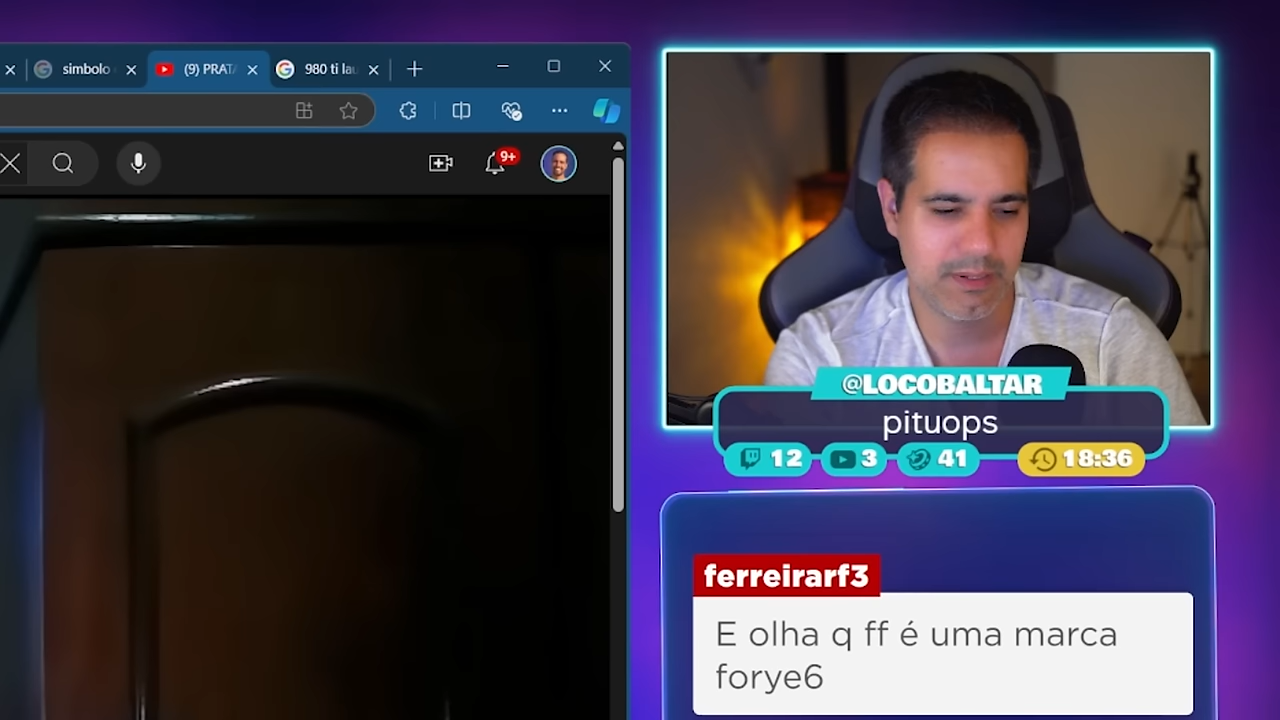 simbolo
(9) PRAT
980 ti lau
9+
@LOCOBALTAR
pituops
12 3 41 18:36
ferreirarf3
E olha q ff é uma marca
forye6